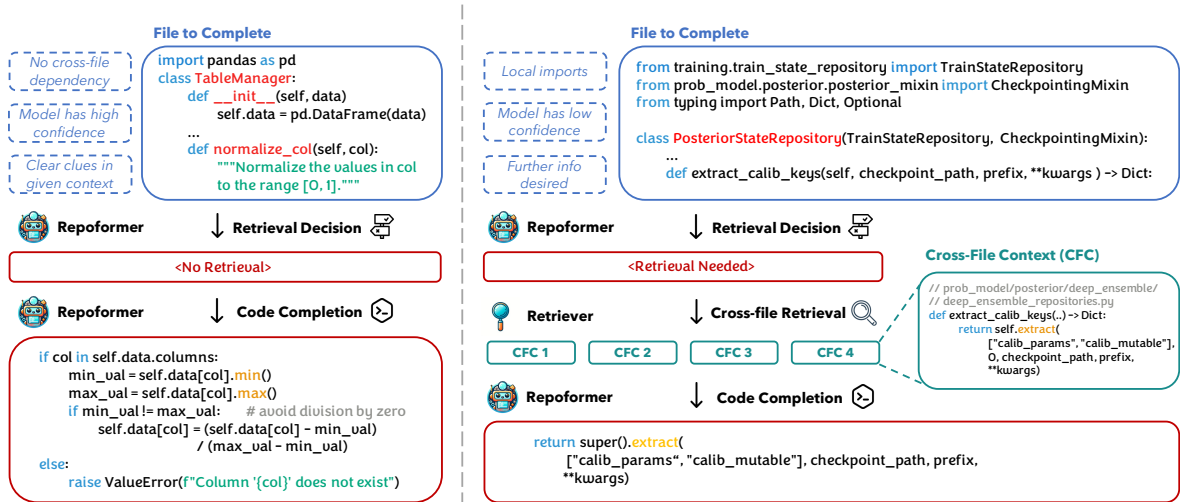 File to Complete
No cross-file
dependency
Model has high
confidence
Clear clues in
given context
import pandas as pd
class TableManager:
def __init__(self, data)
self.data = pd.DataFrame(data)
...
def normalize_col(self, col):
"""Normalize the values in col
to the range [0, 1]."""
Repoformer
Retrieval Decision
<No Retrieval>
Repoformer
Code Completion
if col in self.data.columns:
min_val = self.data[col].min()
max_val = self.data[col].max()
if min_val != max_val: # avoid division by zero
self.data[col] = (self.data[col] – min_val)
/ (max_val – min_val)
else:
raise ValueError(f"Column '{col}' does not exist")
File to Complete
Local imports
Model has low
confidence
Further info
desired
from training.train_state_repository import TrainStateRepository
from prob_model.posterior.posterior_mixin import CheckpointingMixin
from typing import Path, Dict, Optional
class PosteriorStateRepository(TrainStateRepository, CheckpointingMixin):
...
def extract_calib_keys(self, checkpoint_path, prefix, **kwargs ) –> Dict:
Repoformer
Retrieval Decision
<Retrieval Needed>
Retriever
Cross-file Retrieval
CFC 1
CFC 2
CFC 3
CFC 4
Cross-File Context (CFC)
// prob_model/posterior/deep_ensemble/
// deep_ensemble_repositories.py
def extract_calib_keys(..) –> Dict:
return self.extract(
["calib_params", "calib_mutable"],
0, checkpoint_path, prefix,
**kwargs)
Repoformer
Code Completion
return super().extract(
["calib_params“, "calib_mutable"], checkpoint_path, prefix,
**kwargs)